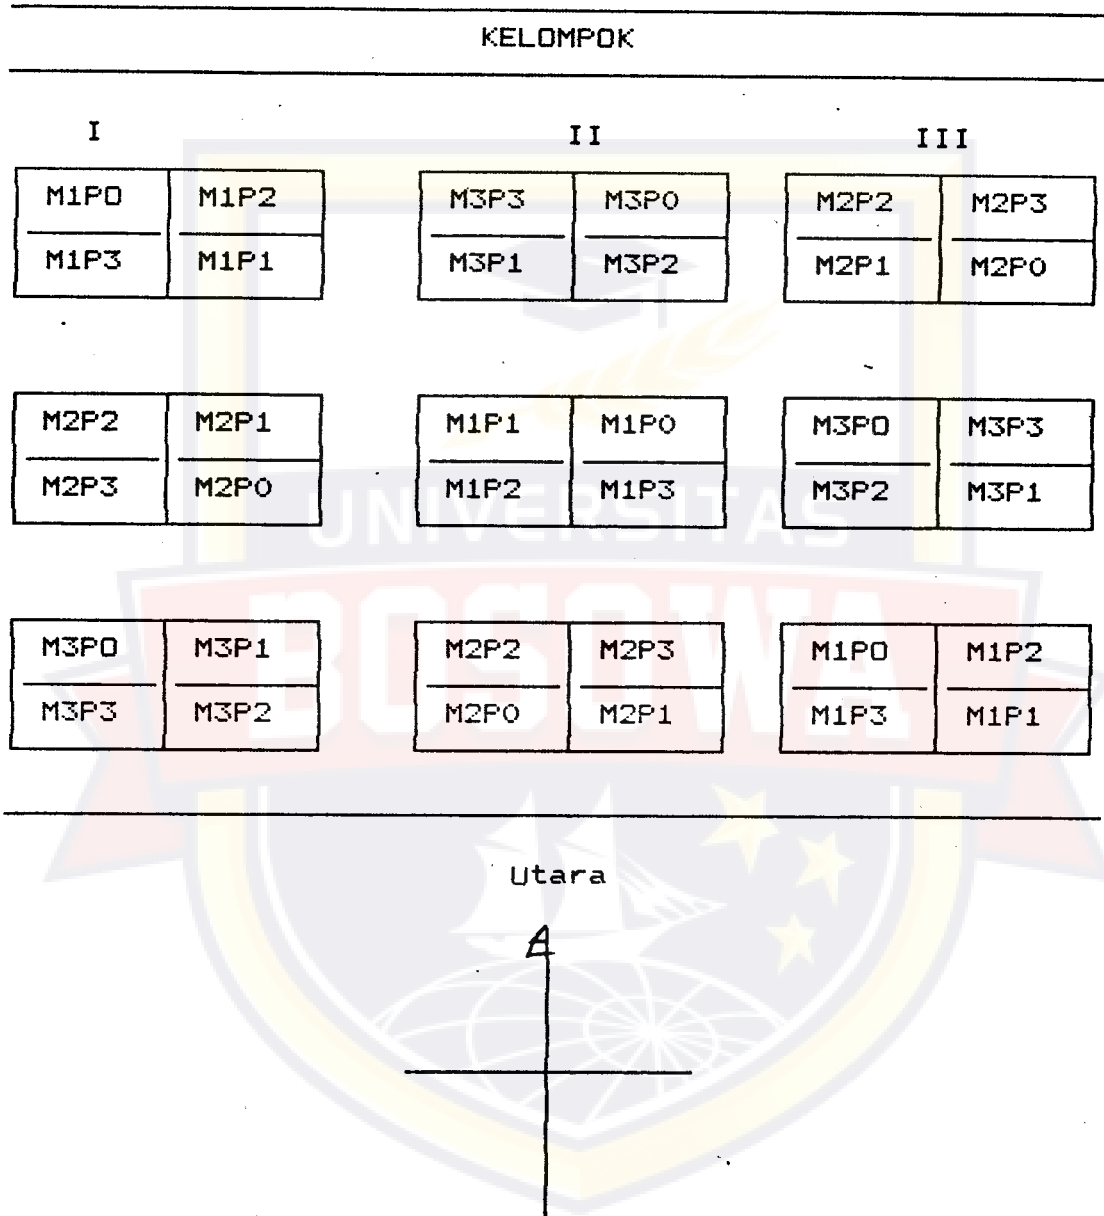 KELOMPOK
I II III
M1P0 M1P2 M3P3 M3P0 M2P2 M2P3
M1P3 M1P1 M3P1 M3P2 M2P1 M2P0
M2P2 M2P1 M1P1 M1P0 M3P0 M3P3
M2P3 M2P0 M1P2 M1P3 M3P2 M3P1
UNIVERSITAS
BOSOWA
M3P0 M3P1 M2P2 M2P3 M1P0 M1P2
M3P3 M3P2 M2P0 M2P1 M1P3 M1P1
Utara